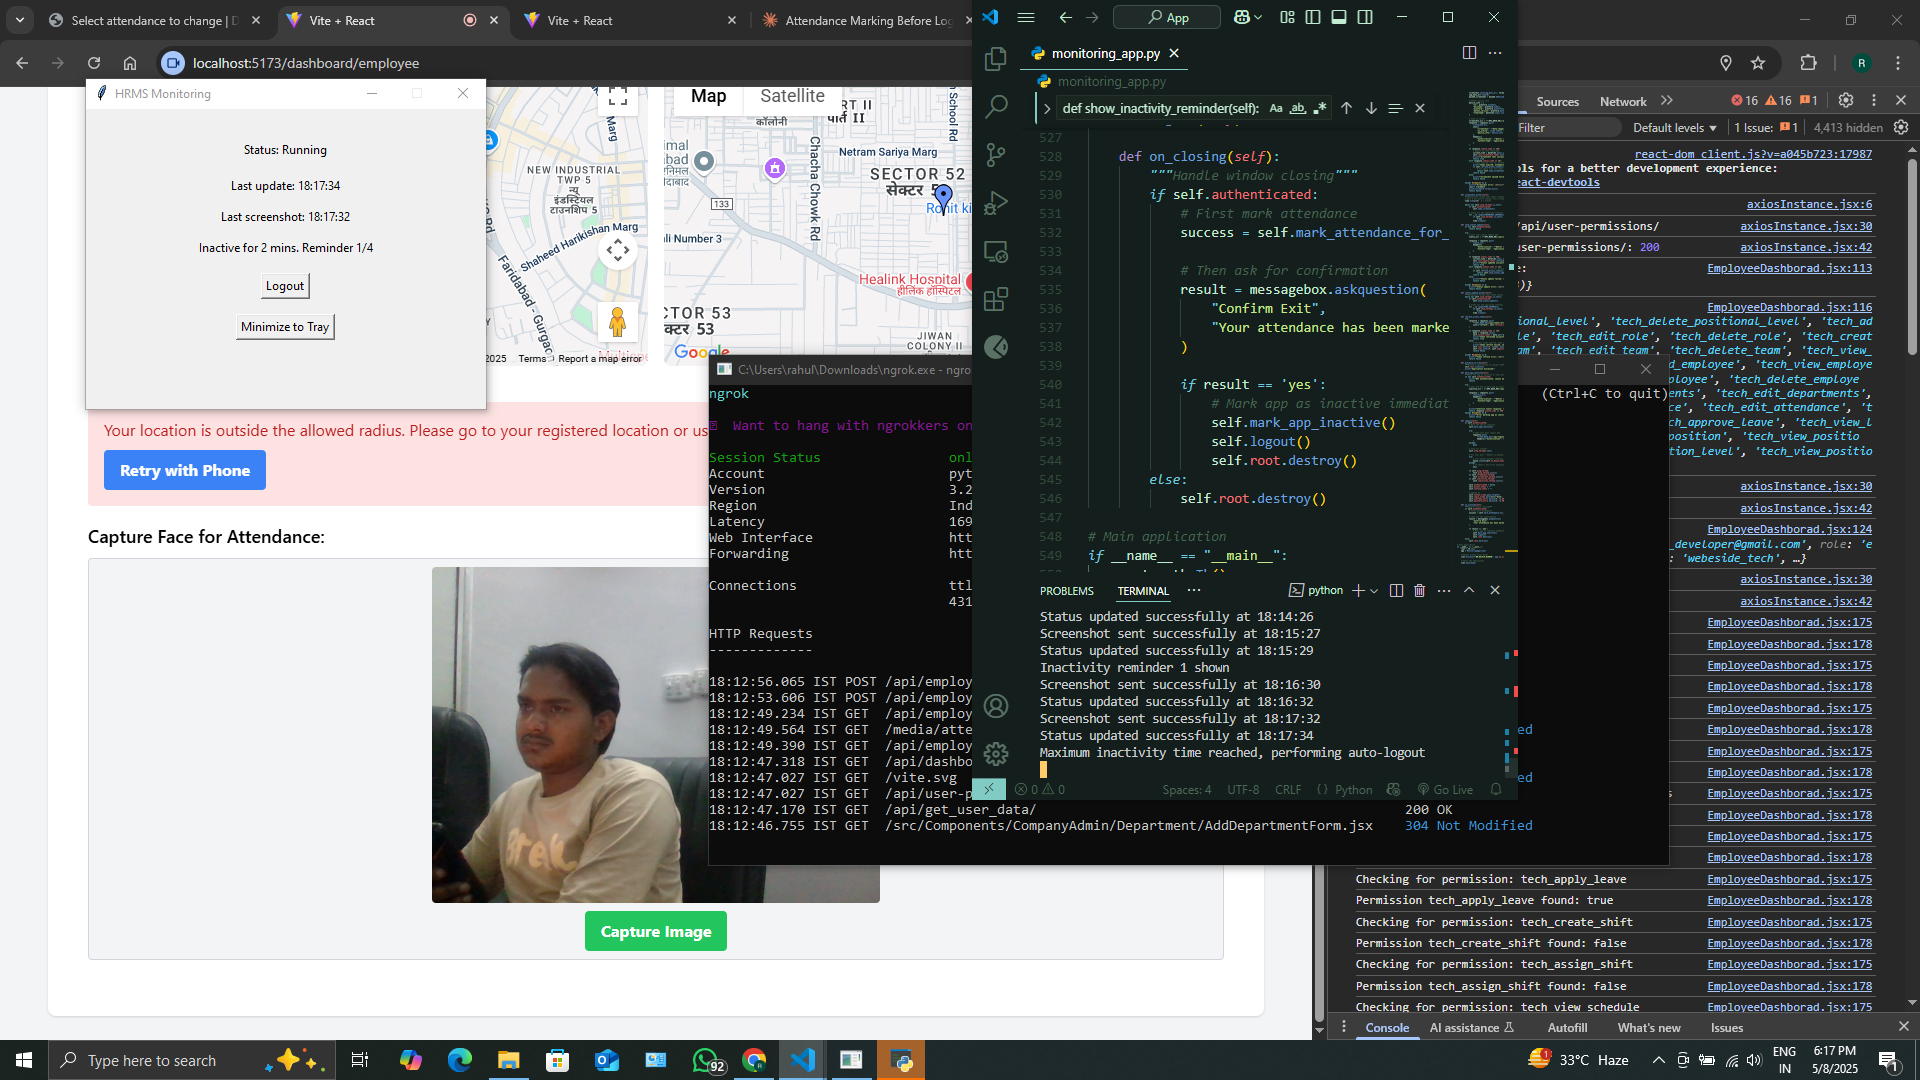 Select attendance to change | D
Vite + React
Vite + React
Attendance Marking Before Log
localhost:5173/dashboard/employee
R
HRMS Monitoring
Status: Running
Last update: 18:17:34
Last screenshot: 18:17:32
Inactive for 2 mins. Reminder 1/4
Logout
Minimize to Tray
Marg
NEW INDUSTRIAL
TWP 5
न्यू
इंडस्टियल
टाउनशिप 5
Shaheed Harikishan Marg
Faridabad - Gurgac
2025
Terms
Report a map error
Map
Satellite
कॉलोनी
पार्ट II
School Rd
Netram Sariya Marg
Chacha Chowk Rd
SECTOR 52
133
ali Number 3
Healink Hospital
हीलिंक हॉस्पिटल
CTOR 53
क्टर 53
JIWAN
COLONY II
Google
Your location is outside the allowed radius. Please go to your registered location or us
Retry with Phone
Capture Face for Attendance:
Capture Image
C:\Users\rahul\Downloads\ngrok.exe - ngro
ngrok
(Ctrl+C to quit)
Want to hang with ngrokkers on
Session Status onl
Account pyt
Version 3.2
Region Ind
Latency 169
Web Interface htt
Forwarding htt
Connections ttl
431
HTTP Requests
-------------
18:12:56.065 IST POST /api/employ
18:12:53.606 IST POST /api/employ
18:12:49.234 IST GET /api/employ
18:12:49.564 IST GET /media/atte
18:12:49.390 IST GET /api/employ
18:12:47.318 IST GET /api/dashbo
18:12:47.027 IST GET /vite.svg
18:12:47.027 IST GET /api/user-p
18:12:47.170 IST GET /api/get_user_data/ 200 OK
18:12:46.755 IST GET /src/Components/CompanyAdmin/Department/AddDepartmentForm.jsx 304 Not Modified
App
monitoring_app.py
monitoring_app.py
def show_inactivity_reminder(self):
527
528 def on_closing(self):
529 """Handle window closing"""
530 if self.authenticated:
531 # First mark attendance
532 success = self.mark_attendance_for_
533
534 # Then ask for confirmation
535 result = messagebox.askquestion(
536 "Confirm Exit",
537 "Your attendance has been marke
538 )
539
540 if result == 'yes':
541 # Mark app as inactive immediat
542 self.mark_app_inactive()
543 self.logout()
544 self.root.destroy()
545 else:
546 self.root.destroy()
547
548 # Main application
549 if __name__ == "__main__":
PROBLEMS TERMINAL python
Status updated successfully at 18:14:26
Screenshot sent successfully at 18:15:27
Status updated successfully at 18:15:29
Inactivity reminder 1 shown
Screenshot sent successfully at 18:16:30
Status updated successfully at 18:16:32
Screenshot sent successfully at 18:17:32
Status updated successfully at 18:17:34
Maximum inactivity time reached, performing auto-logout
0 0 Spaces: 4 UTF-8 CRLF Python Go Live
Sources Network 16 16 1
Filter Default levels 1 Issue: 1 4,413 hidden
react-dom_client.js?v=a045b723:17987
ols for a better development experience:
eact-devtools
axiosInstance.jsx:6
/api/user-permissions/ axiosInstance.jsx:30
user-permissions/: 200 axiosInstance.jsx:42
EmployeeDashborad.jsx:113
EmployeeDashborad.jsx:116
ional_level', 'tech_delete_positional_level', 'tech_ad
le', 'tech_edit_role', 'tech_delete_role', 'tech_creat
am', 'tech_edit_team', 'tech_delete_team', 'tech_view_
axiosInstance.jsx:30
axiosInstance.jsx:42
EmployeeDashborad.jsx:124
_developer@gmail.com', role: 'e
: 'webeside_tech', …}
axiosInstance.jsx:30
axiosInstance.jsx:42
EmployeeDashborad.jsx:175
EmployeeDashborad.jsx:178
EmployeeDashborad.jsx:175
EmployeeDashborad.jsx:178
EmployeeDashborad.jsx:175
EmployeeDashborad.jsx:178
EmployeeDashborad.jsx:175
EmployeeDashborad.jsx:178
EmployeeDashborad.jsx:175
EmployeeDashborad.jsx:178
EmployeeDashborad.jsx:175
EmployeeDashborad.jsx:178
Checking for permission: tech_apply_leave EmployeeDashborad.jsx:175
Permission tech_apply_leave found: true EmployeeDashborad.jsx:178
Checking for permission: tech_create_shift EmployeeDashborad.jsx:175
Permission tech_create_shift found: false EmployeeDashborad.jsx:178
Checking for permission: tech_assign_shift EmployeeDashborad.jsx:175
Permission tech_assign_shift found: false EmployeeDashborad.jsx:178
Checking for permission: tech_view_schedule EmployeeDashborad.jsx:175
Console AI assistance Autofill What's new Issues
Type here to search
92
33°C Haze
ENG
IN
6:17 PM
5/8/2025
1